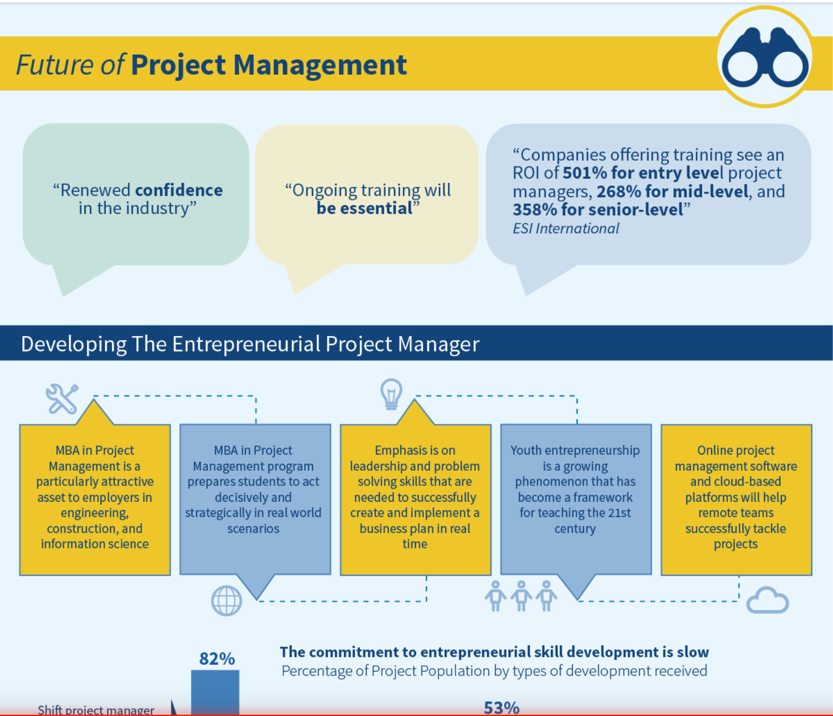 Future of Project Management
“Renewed confidence
in the industry”
“Ongoing training will
be essential”
“Companies offering training see an
ROI of 501% for entry level project
managers, 268% for mid-level, and
358% for senior-level”
ESI International
Developing The Entrepreneurial Project Manager
MBA in Project
Management is a
particularly attractive
asset to employers in
engineering,
construction, and
information science
MBA in Project
Management program
prepares students to act
decisively and
strategically in real world
scenarios
Emphasis is on
leadership and problem
solving skills that are
needed to successfully
create and implement a
business plan in real
time
Youth entrepreneurship
is a growing
phenomenon that has
become a framework
for teaching the 21st
century
Online project
management software
and cloud-based
platforms will help
remote teams
successfully tackle
projects
The commitment to entrepreneurial skill development is slow
Percentage of Project Population by types of development received
82%
53%
Shift project manager